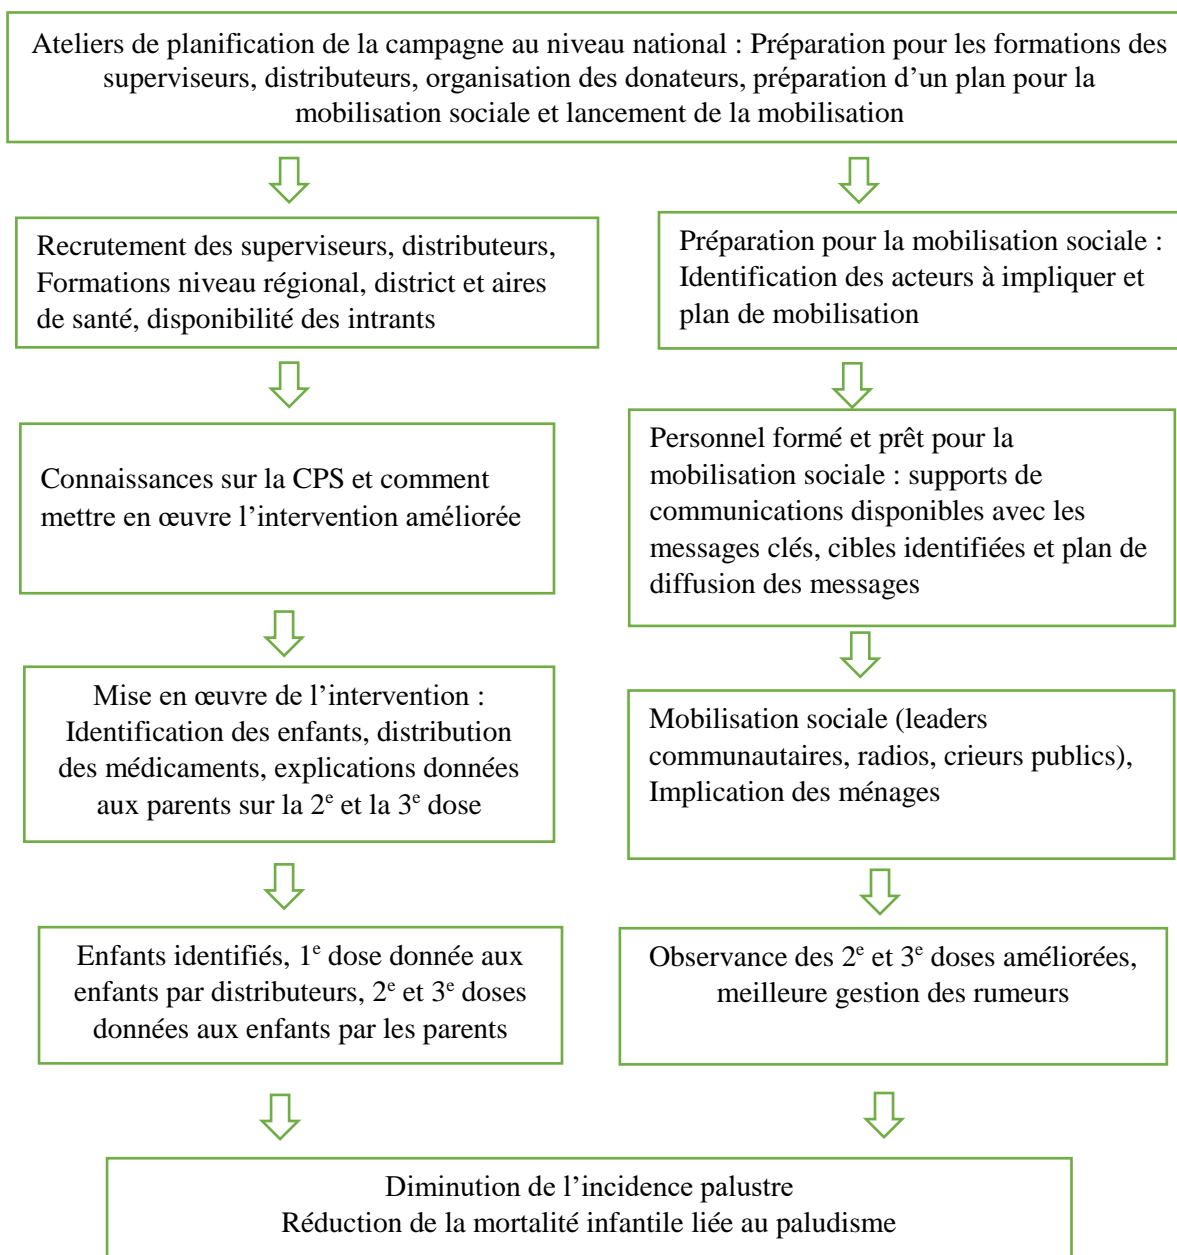 Ateliers de planification de la campagne au niveau national : Préparation pour les formations des
superviseurs, distributeurs, organisation des donateurs, préparation d’un plan pour la
mobilisation sociale et lancement de la mobilisation
Recrutement des superviseurs, distributeurs,
Formations niveau régional, district et aires
de santé, disponibilité des intrants
Préparation pour la mobilisation sociale :
Identification des acteurs à impliquer et
plan de mobilisation
Connaissances sur la CPS et comment
mettre en œuvre l’intervention améliorée
Personnel formé et prêt pour la
mobilisation sociale : supports de
communications disponibles avec les
messages clés, cibles identifiées et plan de
diffusion des messages
Mise en œuvre de l’intervention :
Identification des enfants, distribution
des médicaments, explications données
aux parents sur la 2e et la 3e dose
Mobilisation sociale (leaders
communautaires, radios, crieurs publics),
Implication des ménages
Enfants identifiés, 1e dose donnée aux
enfants par distributeurs, 2e et 3e doses
données aux enfants par les parents
Observance des 2e et 3e doses améliorées,
meilleure gestion des rumeurs
Diminution de l’incidence palustre
Réduction de la mortalité infantile liée au paludisme